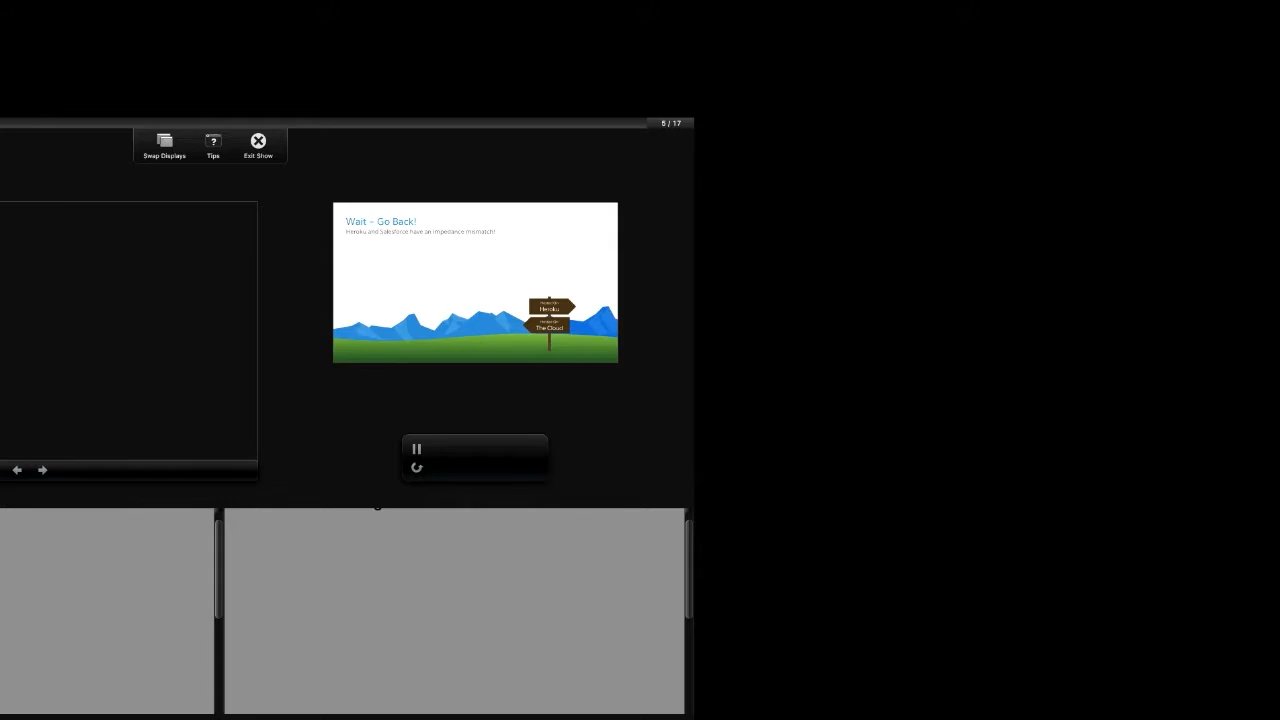 5 / 17
Swap Displays
Tips
Exit Show
Wait – Go Back!
Heroku and Salesforce have an impedance mismatch!
Heroku
The Cloud